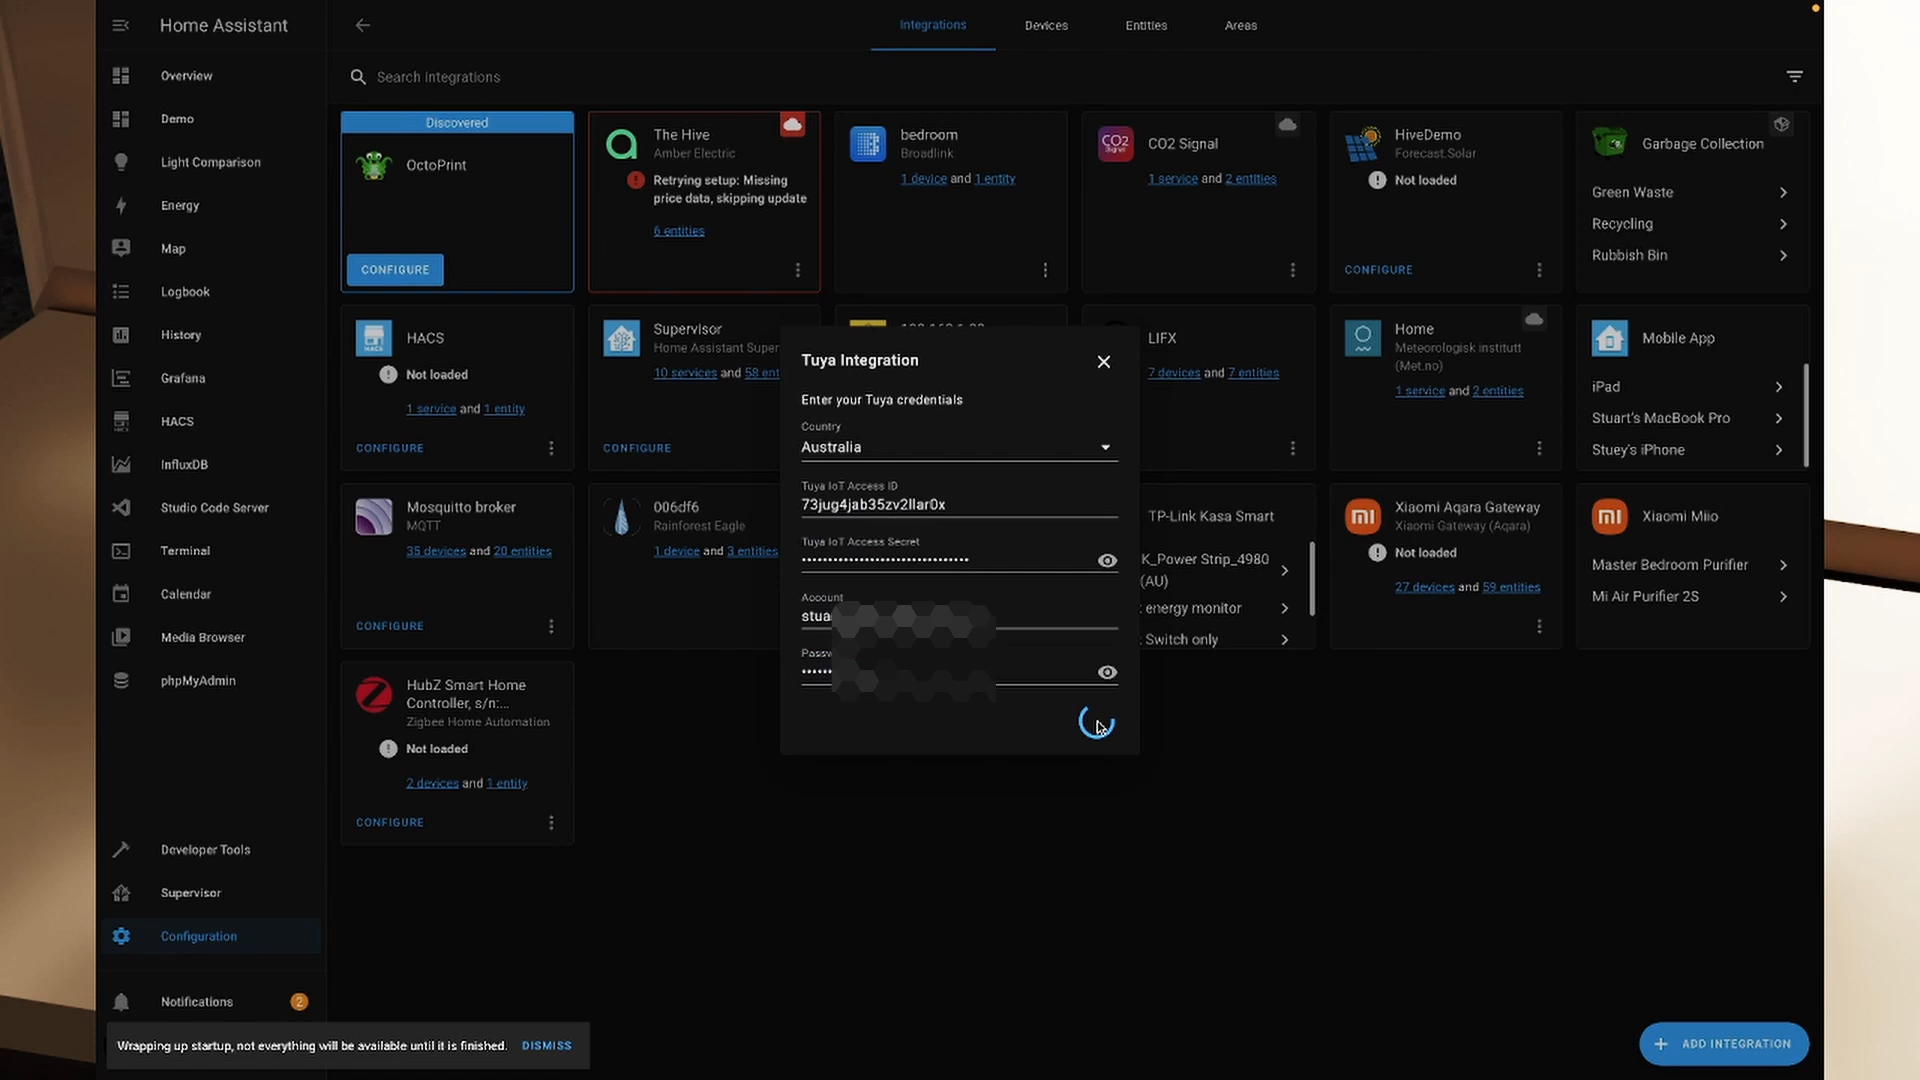 Home Assistant
Integrations
Devices
Entities
Areas
Search integrations
Overview
Demo
Light Comparison
Energy
Map
Logbook
History
Grafana
HACS
InfluxDB
Studio Code Server
Terminal
Calendar
Media Browser
phpMyAdmin
Developer Tools
Supervisor
Configuration
Notifications
2
Discovered
OctoPrint
CONFIGURE
The Hive
Amber Electric
Retrying setup: Missing
price data, skipping update
6 entities
bedroom
Broadlink
1 device and 1 entity
CO2
Signal
CO2 Signal
1 service and 2 entities
HiveDemo
Forecast.Solar
Not loaded
CONFIGURE
Garbage Collection
Green Waste
Recycling
Rubbish Bin
HACS
HACS
Not loaded
1 service and 1 entity
CONFIGURE
Supervisor
Home Assistant Super
10 services and 58 ent
CONFIGURE
LIFX
7 devices and 7 entities
Home
Meteorologisk institutt
(Met.no)
1 service and 2 entities
Mobile App
iPad
Stuart's MacBook Pro
Stuey's iPhone
Mosquitto broker
MQTT
35 devices and 20 entities
CONFIGURE
006df6
Rainforest Eagle
1 device and 3 entities
TP-Link Kasa Smart
K_Power Strip_4980
(AU)
energy monitor
Switch only
Xiaomi Aqara Gateway
Xiaomi Gateway (Aqara)
Not loaded
27 devices and 59 entities
Xiaomi Miio
Master Bedroom Purifier
Mi Air Purifier 2S
HubZ Smart Home
Controller, s/n:...
Zigbee Home Automation
Not loaded
2 devices and 1 entity
CONFIGURE
Tuya Integration
Enter your Tuya credentials
Country
Australia
Tuya IoT Access ID
73jug4jab35zv2llar0x
Tuya IoT Access Secret
Account
stua
Passw
Wrapping up startup, not everything will be available until it is finished.
DISMISS
ADD INTEGRATION